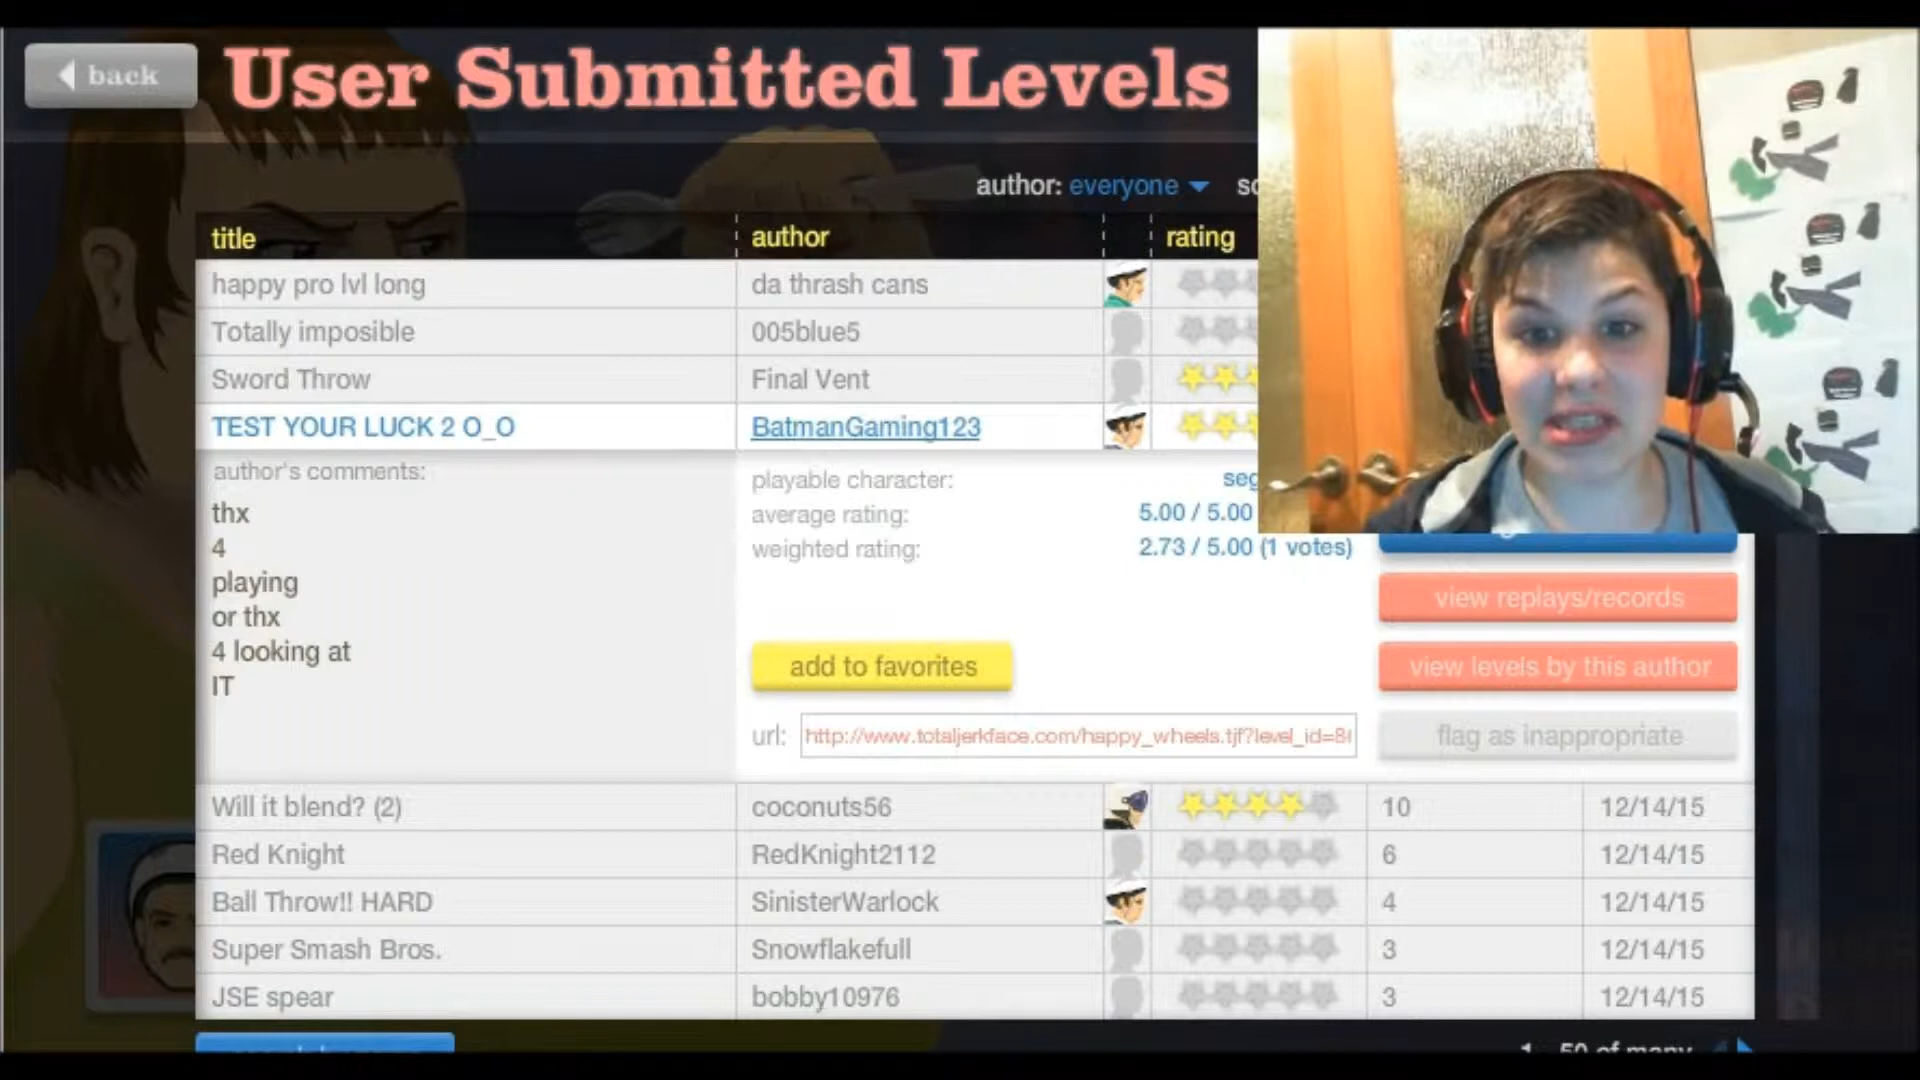 back
User Submitted Levels
author: everyone
title author rating
happy pro lvl long da thrash cans
Totally imposible 005blue5
Sword Throw Final Vent
TEST YOUR LUCK 2 O_O BatmanGaming123
author's comments:
thx
4
playing
or thx
4 looking at
IT
playable character:
average rating: 5.00 / 5.00
weighted rating: 2.73 / 5.00 (1 votes)
add to favorites
url: http://www.totaljerkface.com/happy_wheels.tjf?level_id=8
view replays/records
view levels by this author
flag as inappropriate
Will it blend? (2) coconuts56 10 12/14/15
Red Knight RedKnight2112 6 12/14/15
Ball Throw!! HARD SinisterWarlock 4 12/14/15
Super Smash Bros. Snowflakefull 3 12/14/15
JSE spear bobby10976 3 12/14/15
1 - 50 of many